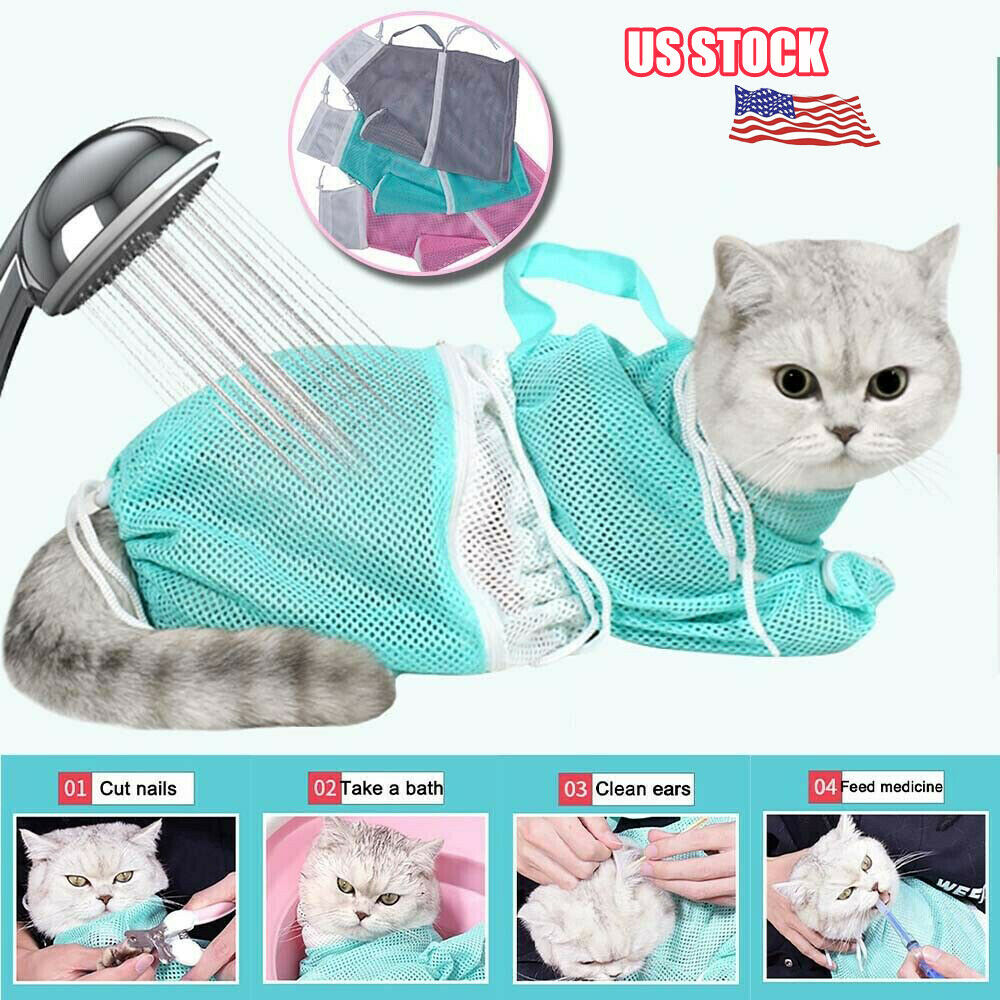 US STOCK
01 Cut nails
02 Take a bath
03 Clean ears
04 Feed medicine